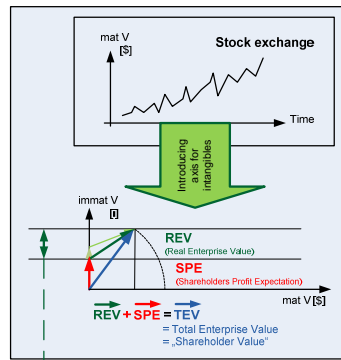 mat V
[$]
Stock exchange
Time
Introducing
axis for
intangibles
immat V
[i]
REV
(Real Enterprise Value)
SPE
(Shareholders Profit Expectation)
mat V[$]
REV + SPE = TEV
= Total Enterprise Value
= „Shareholder Value"